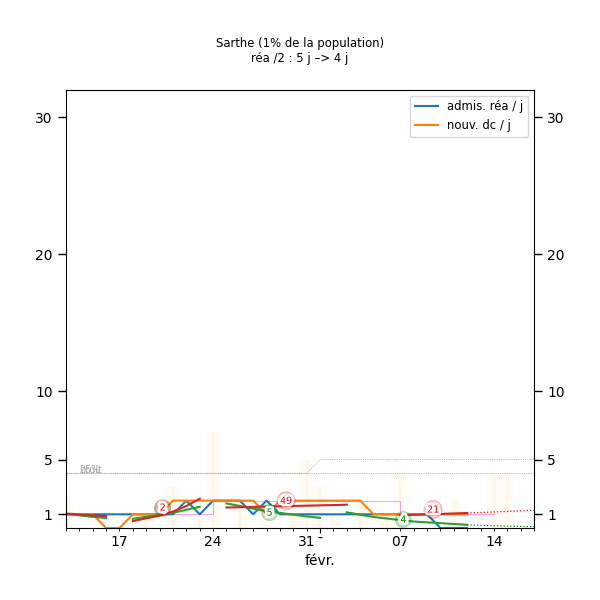 Sarthe (1% de la population)
réa /2 : 5 j –> 4 j
admis. réa / j
nouv. dc / j
30 30
20 20
10 10
5 5
25%
2 49 5 4 21
1 1
17 24 31 07 14
févr.